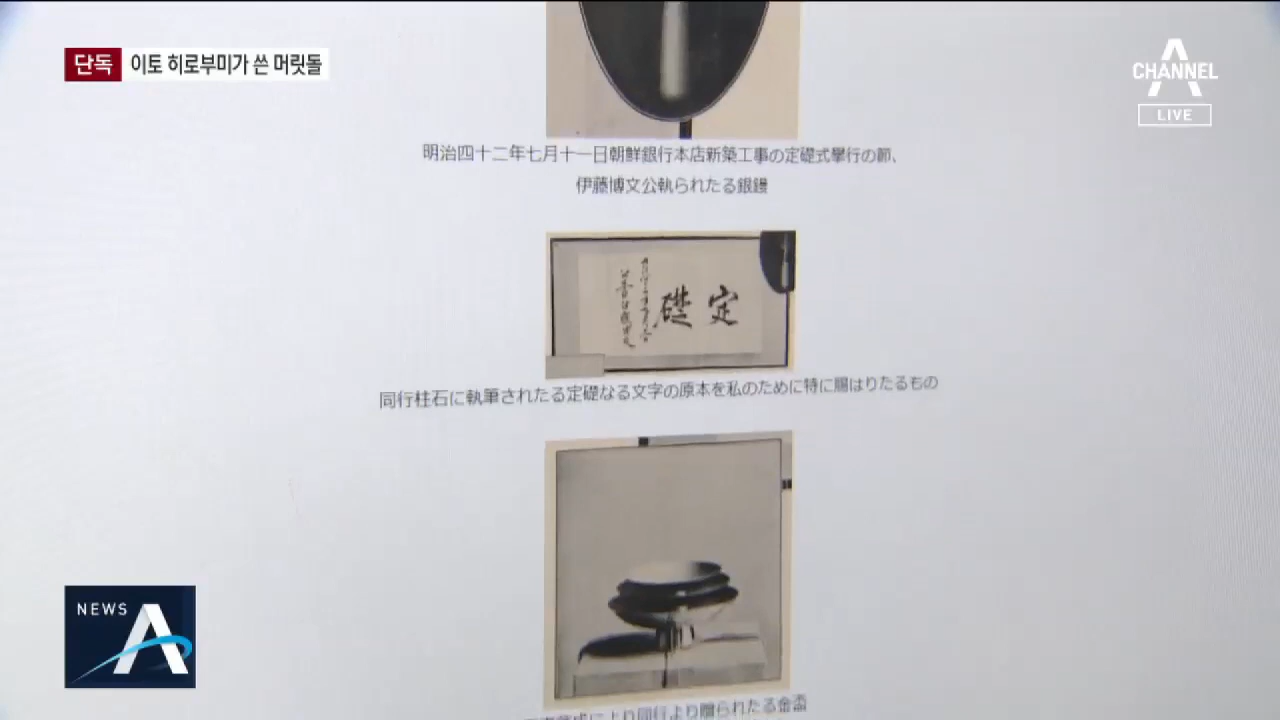 단독 이토 히로부미가 쓴 머릿돌
CHANNEL A
LIVE
明治四十二年七月十一日朝鮮銀行本店新築工事の定礎式擧行の節、
伊藤博文公執られたる銀鏝
定礎
同行柱石に執筆されたる定礎なる文字の原本を私のために特に賜はりたるもの
により同行より贈られたる金盃
NEWS A